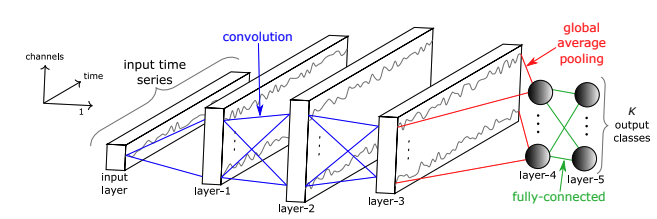 channels
time
1
input time
series
convolution
global
average
pooling
K
output
classes
input
layer
layer-1
layer-2
layer-3
layer-4
layer-5
fully-connected